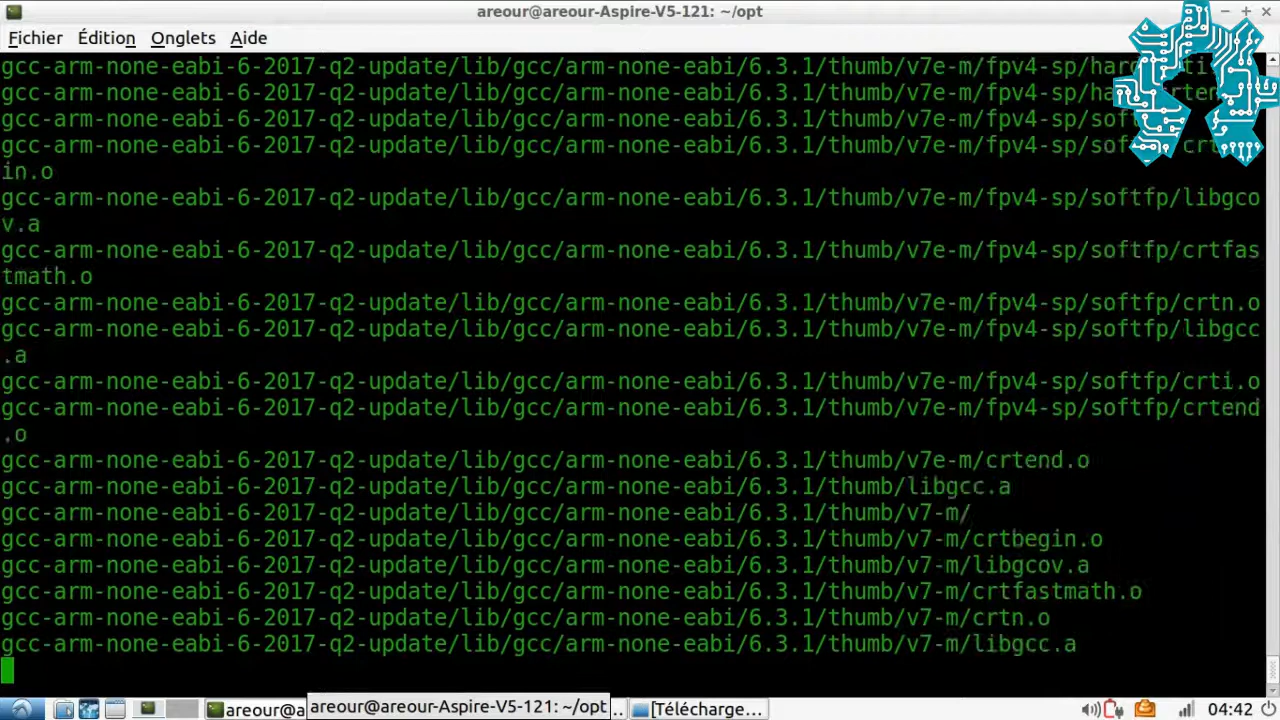 areour@areour-Aspire-V5-121: ~/opt
Fichier Édition Onglets Aide
gcc-arm-none-eabi-6-2017-q2-update/lib/gcc/arm-none-eabi/6.3.1/thumb/v7e-m/fpv4-sp/
gcc-arm-none-eabi-6-2017-q2-update/lib/gcc/arm-none-eabi/6.3.1/thumb/v7e-m/fpv4-sp/
gcc-arm-none-eabi-6-2017-q2-update/lib/gcc/arm-none-eabi/6.3.1/thumb/v7e-m/fpv4-sp/
gcc-arm-none-eabi-6-2017-q2-update/lib/gcc/arm-none-eabi/6.3.1/thumb/v7e-m/fpv4-sp/
in.o
gcc-arm-none-eabi-6-2017-q2-update/lib/gcc/arm-none-eabi/6.3.1/thumb/v7e-m/fpv4-sp/softfp/libgco
v.a
gcc-arm-none-eabi-6-2017-q2-update/lib/gcc/arm-none-eabi/6.3.1/thumb/v7e-m/fpv4-sp/softfp/crtfas
tmath.o
gcc-arm-none-eabi-6-2017-q2-update/lib/gcc/arm-none-eabi/6.3.1/thumb/v7e-m/fpv4-sp/softfp/crtn.o
gcc-arm-none-eabi-6-2017-q2-update/lib/gcc/arm-none-eabi/6.3.1/thumb/v7e-m/fpv4-sp/softfp/libgcc
.a
gcc-arm-none-eabi-6-2017-q2-update/lib/gcc/arm-none-eabi/6.3.1/thumb/v7e-m/fpv4-sp/softfp/crti.o
gcc-arm-none-eabi-6-2017-q2-update/lib/gcc/arm-none-eabi/6.3.1/thumb/v7e-m/fpv4-sp/softfp/crtend
.o
gcc-arm-none-eabi-6-2017-q2-update/lib/gcc/arm-none-eabi/6.3.1/thumb/v7e-m/crtend.o
gcc-arm-none-eabi-6-2017-q2-update/lib/gcc/arm-none-eabi/6.3.1/thumb/libgcc.a
gcc-arm-none-eabi-6-2017-q2-update/lib/gcc/arm-none-eabi/6.3.1/thumb/v7-m/
gcc-arm-none-eabi-6-2017-q2-update/lib/gcc/arm-none-eabi/6.3.1/thumb/v7-m/crtbegin.o
gcc-arm-none-eabi-6-2017-q2-update/lib/gcc/arm-none-eabi/6.3.1/thumb/v7-m/libgcov.a
gcc-arm-none-eabi-6-2017-q2-update/lib/gcc/arm-none-eabi/6.3.1/thumb/v7-m/crtfastmath.o
gcc-arm-none-eabi-6-2017-q2-update/lib/gcc/arm-none-eabi/6.3.1/thumb/v7-m/crtn.o
gcc-arm-none-eabi-6-2017-q2-update/lib/gcc/arm-none-eabi/6.3.1/thumb/v7-m/libgcc.a
areour@a areour@areour-Aspire-V5-121: ~/opt .. [Télécharge... 04:42